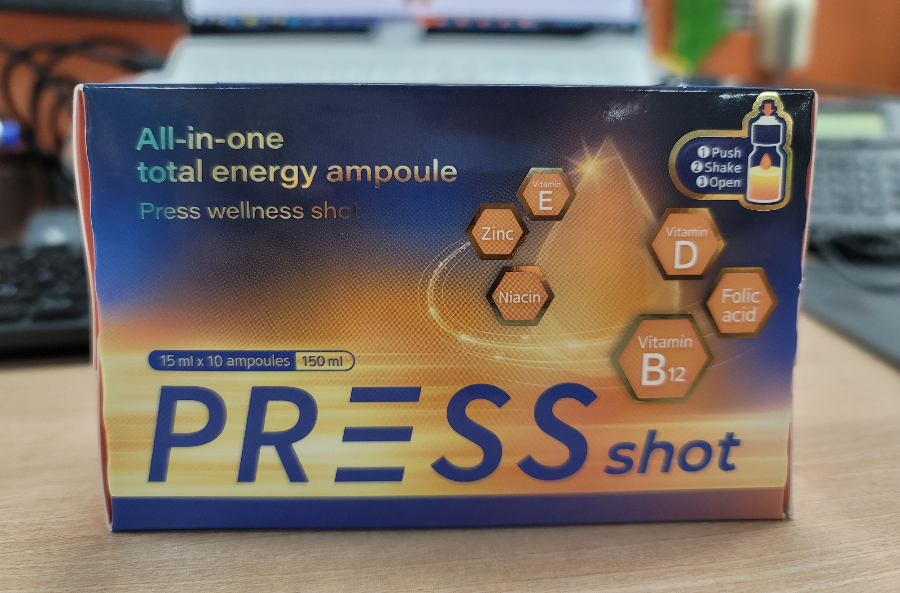 All-in-one
total energy ampoule
Press wellness shot
1 Push
2 Shake
3 Open
Vitamin
E
Zinc
Niacin
Vitamin
D
Folic
acid
Vitamin
B12
15 ml x 10 ampoules 150 ml
PRESS shot